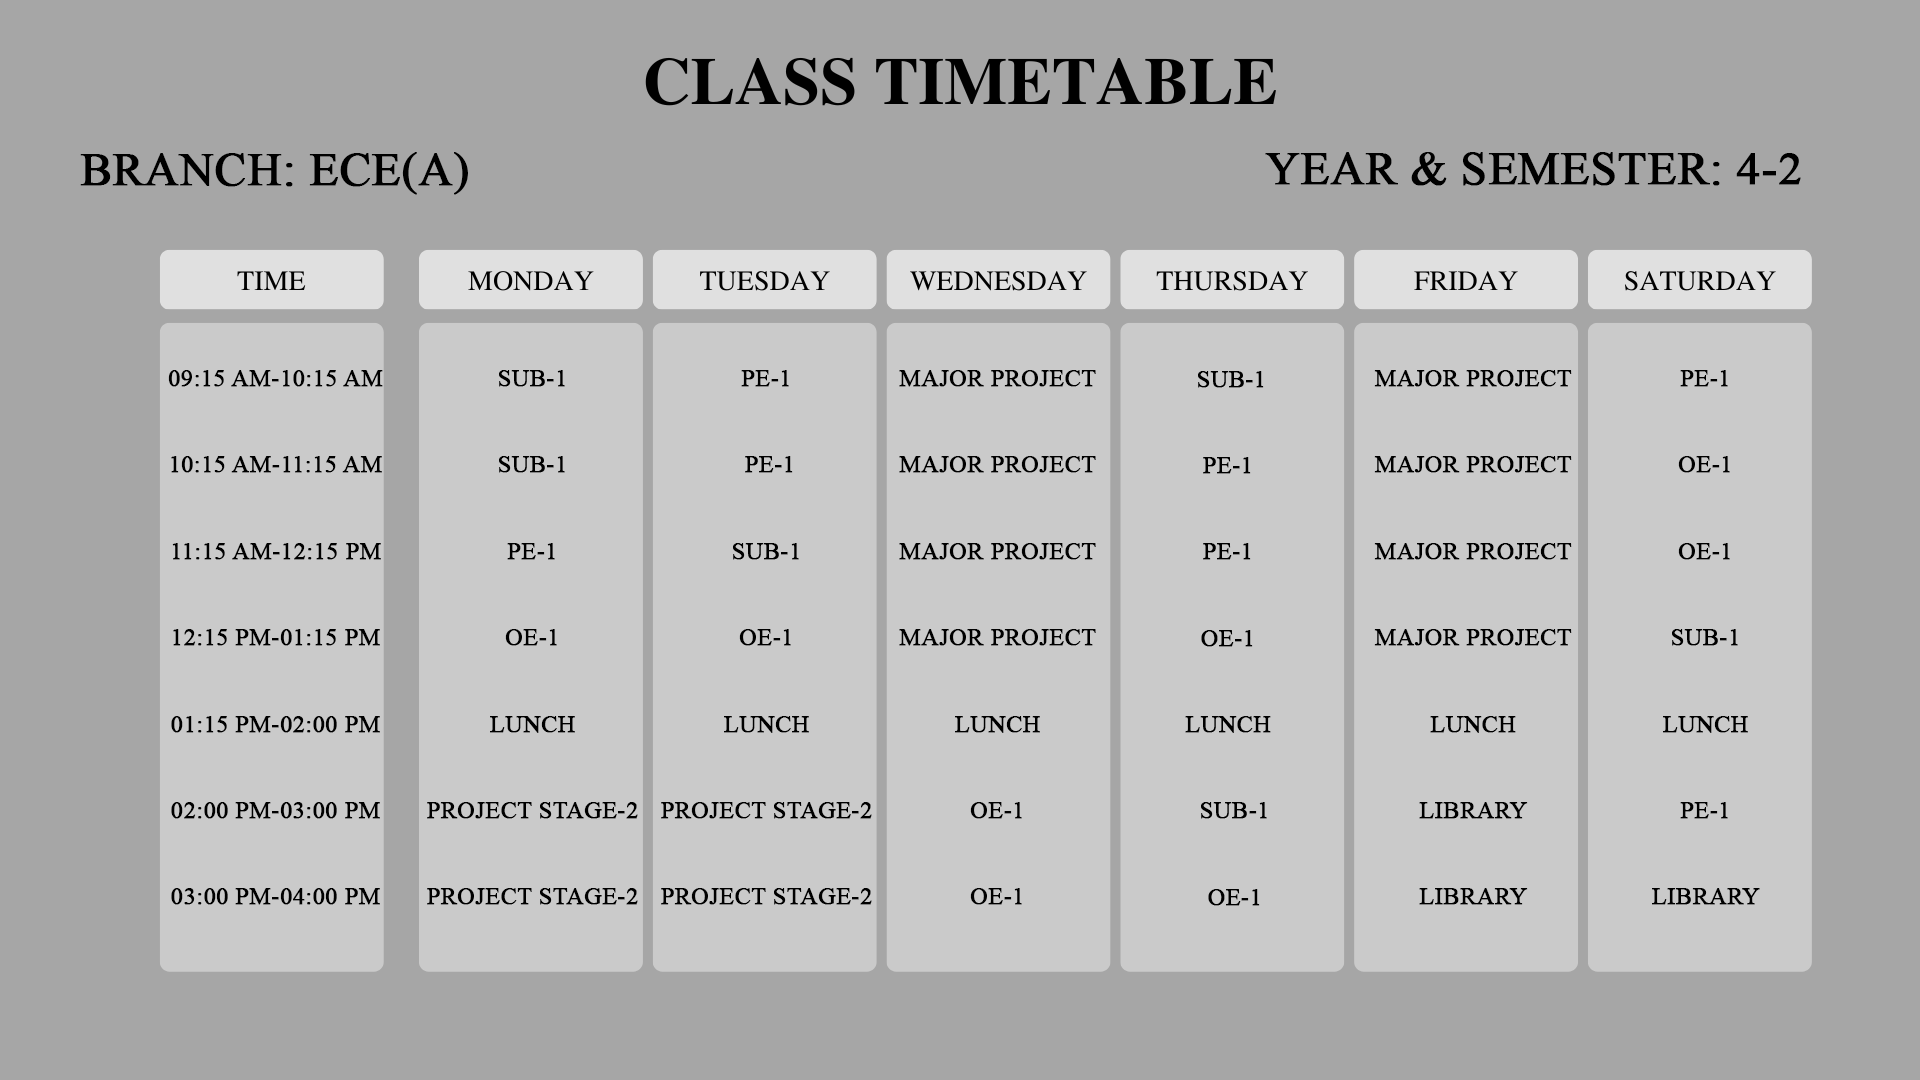 CLASS TIMETABLE
BRANCH: ECE(A) YEAR & SEMESTER: 4-2
TIME MONDAY TUESDAY WEDNESDAY THURSDAY FRIDAY SATURDAY
09:15 AM-10:15 AM SUB-1 PE-1 MAJOR PROJECT SUB-1 MAJOR PROJECT PE-1
10:15 AM-11:15 AM SUB-1 PE-1 MAJOR PROJECT PE-1 MAJOR PROJECT OE-1
11:15 AM-12:15 PM PE-1 SUB-1 MAJOR PROJECT PE-1 MAJOR PROJECT OE-1
12:15 PM-01:15 PM OE-1 OE-1 MAJOR PROJECT OE-1 MAJOR PROJECT SUB-1
01:15 PM-02:00 PM LUNCH LUNCH LUNCH LUNCH LUNCH LUNCH
02:00 PM-03:00 PM PROJECT STAGE-2 PROJECT STAGE-2 OE-1 SUB-1 LIBRARY PE-1
03:00 PM-04:00 PM PROJECT STAGE-2 PROJECT STAGE-2 OE-1 OE-1 LIBRARY LIBRARY